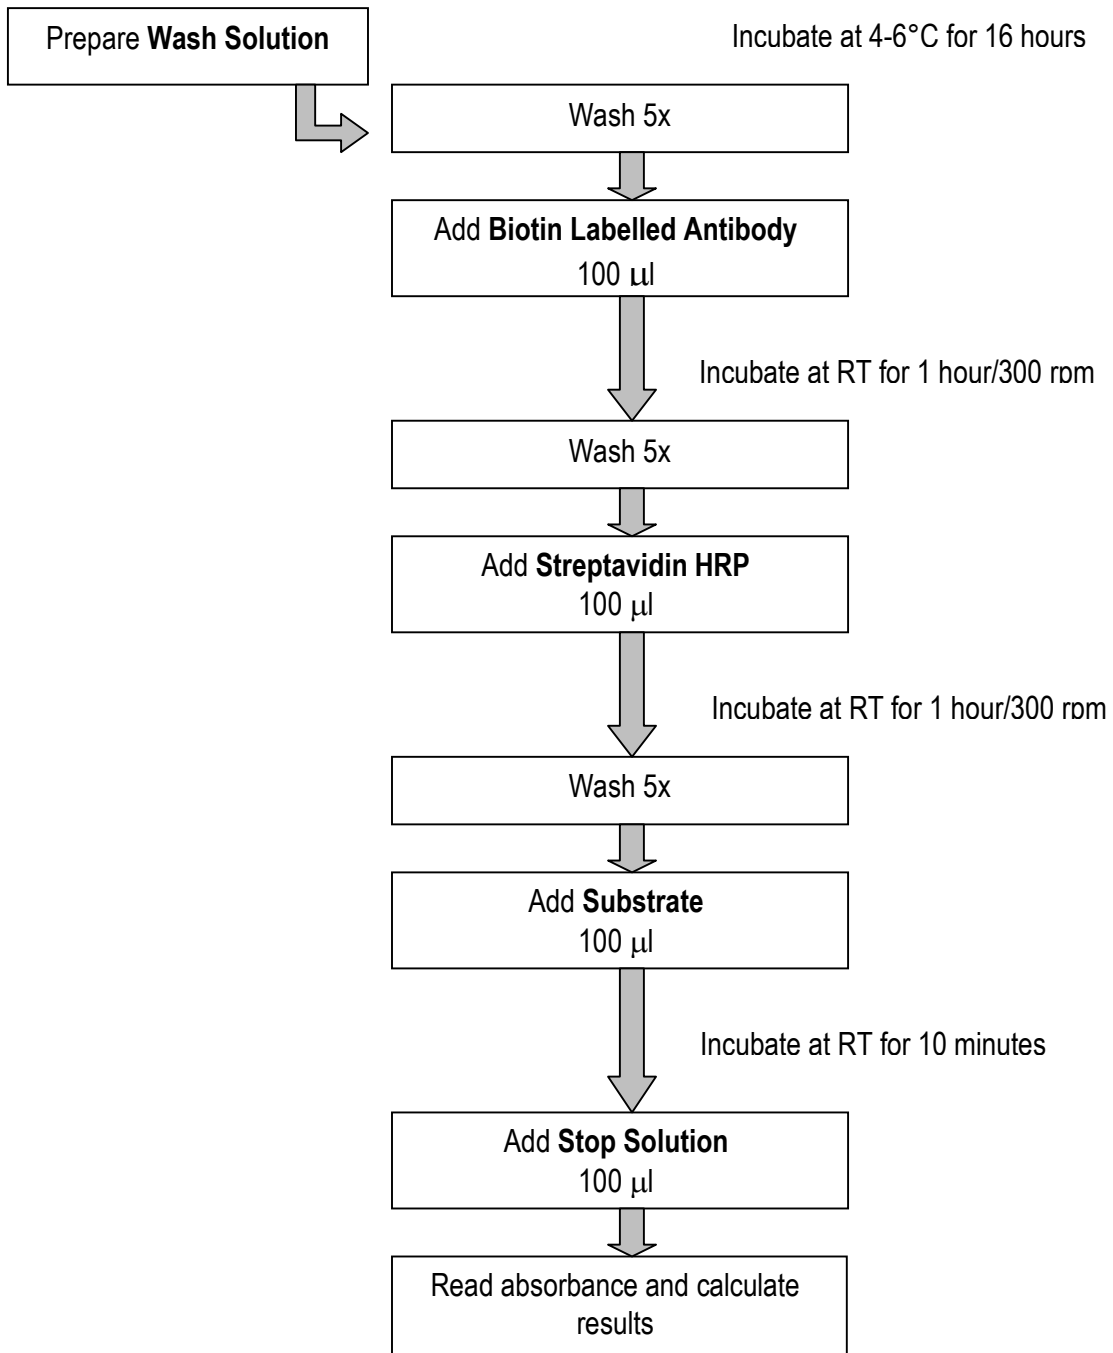 Prepare Wash Solution
Incubate at 4-6°C for 16 hours
Wash 5x
Add Biotin Labelled Antibody
100 µl
Incubate at RT for 1 hour/300 rpm
Wash 5x
Add Streptavidin HRP
100 µl
Incubate at RT for 1 hour/300 rpm
Wash 5x
Add Substrate
100 µl
Incubate at RT for 10 minutes
Add Stop Solution
100 µl
Read absorbance and calculate
results